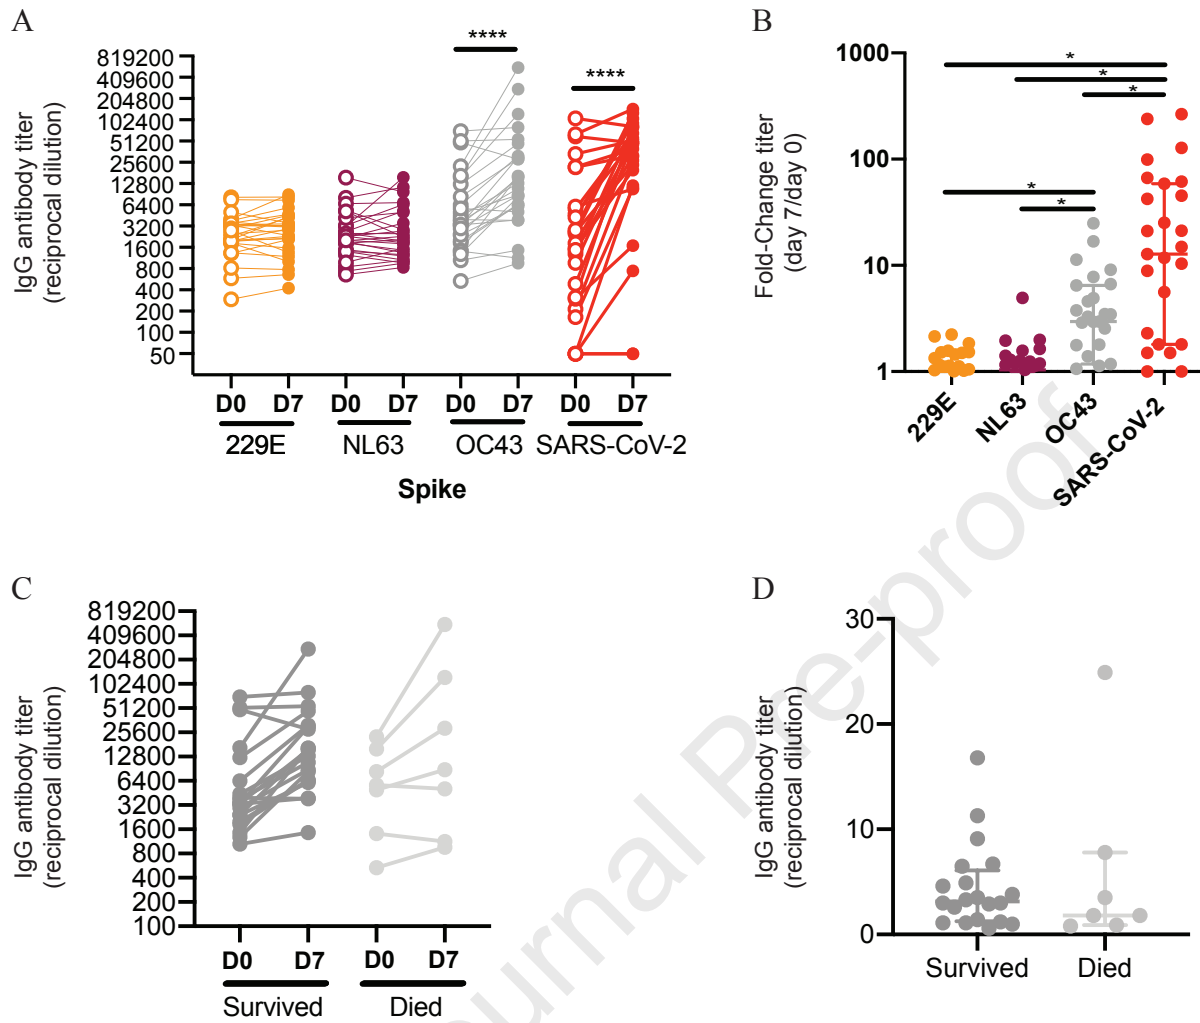 A
IgG antibody titer
(reciprocal dilution)
819200
409600
204800
102400
51200
25600
12800
6400
3200
1600
800
400
200
100
50
****
****
D0 D7 D0 D7 D0 D7 D0 D7
229E NL63 OC43 SARS-CoV-2
Spike
B
Fold-Change titer
(day 7/day 0)
1000
100
10
1
*
*
*
*
*
229E
NL63
OC43
SARS-CoV-2
C
IgG antibody titer
(reciprocal dilution)
819200
409600
204800
102400
51200
25600
12800
6400
3200
1600
800
400
200
100
D0 D7 D0 D7
Survived Died
D
IgG antibody titer
(reciprocal dilution)
30
20
10
0
Survived Died
urnal Pre-proof